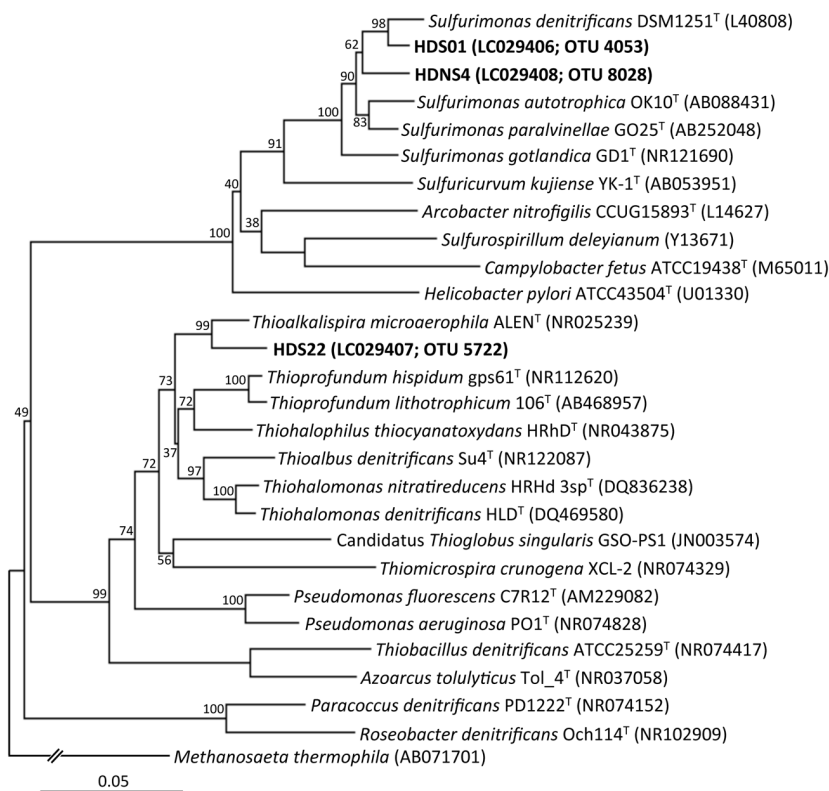 98 Sulfurimonas denitrificans DSM1251ᵀ (L40808)
HDS01 (LC029406; OTU 4053)
62
HDNS4 (LC029408; OTU 8028)
90
Sulfurimonas autotrophica OK10ᵀ (AB088431)
100
83
Sulfurimonas paralvinellae GO25ᵀ (AB252048)
91
Sulfurimonas gotlandica GD1ᵀ (NR121690)
40 Sulfuricurvum kujiense YK-1ᵀ (AB053951)
Arcobacter nitrofigilis CCUG15893ᵀ (L14627)
38
100 Sulfurospirillum deleyianum (Y13671)
Campylobacter fetus ATCC19438ᵀ (M65011)
Helicobacter pylori ATCC43504ᵀ (U01330)
99 Thioalkalispira microaerophila ALENᵀ (NR025239)
HDS22 (LC029407; OTU 5722)
73
100 Thioprofundum hispidum gps61ᵀ (NR112620)
72 Thioprofundum lithotrophicum 106ᵀ (AB468957)
49
Thiohalophilus thiocyanatoxydans HRhDᵀ (NR043875)
37
72 97 Thioalbus denitrificans Su4ᵀ (NR122087)
100 Thiohalomonas nitratireducens HRHd 3spᵀ (DQ836238)
Thiohalomonas denitrificans HLDᵀ (DQ469580)
74
Candidatus Thioglobus singularis GSO-PS1 (JN003574)
56
Thiomicrospira crunogena XCL-2 (NR074329)
99 100 Pseudomonas fluorescens C7R12ᵀ (AM229082)
Pseudomonas aeruginosa PO1ᵀ (NR074828)
Thiobacillus denitrificans ATCC25259ᵀ (NR074417)
Azoarcus tolulyticus Tol_4ᵀ (NR037058)
100 Paracoccus denitrificans PD1222ᵀ (NR074152)
Roseobacter denitrificans Och114ᵀ (NR102909)
Methanosaeta thermophila (AB071701)
0.05